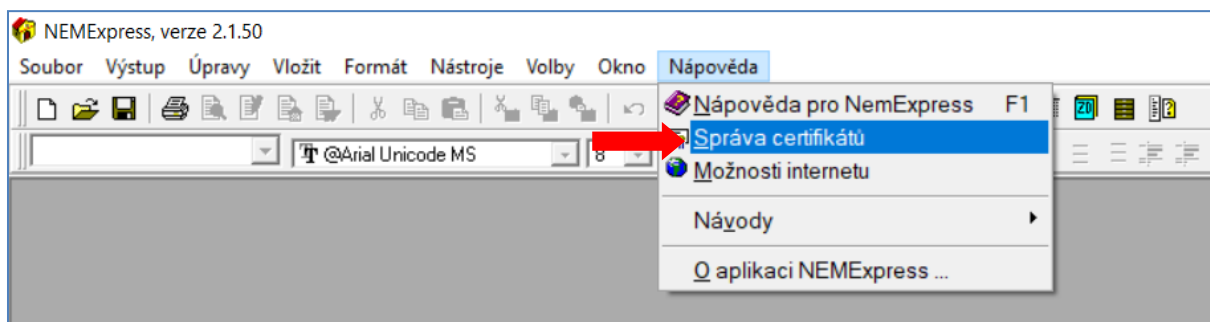 NEMExpress, verze 2.1.50
Soubor Výstup Úpravy Vložit Formát Nástroje Volby Okno Nápověda
Nápověda pro NemExpress F1
@Arial Unicode MS 8
Správa certifikátů
Možnosti internetu
Návody
O aplikaci NEMExpress ...